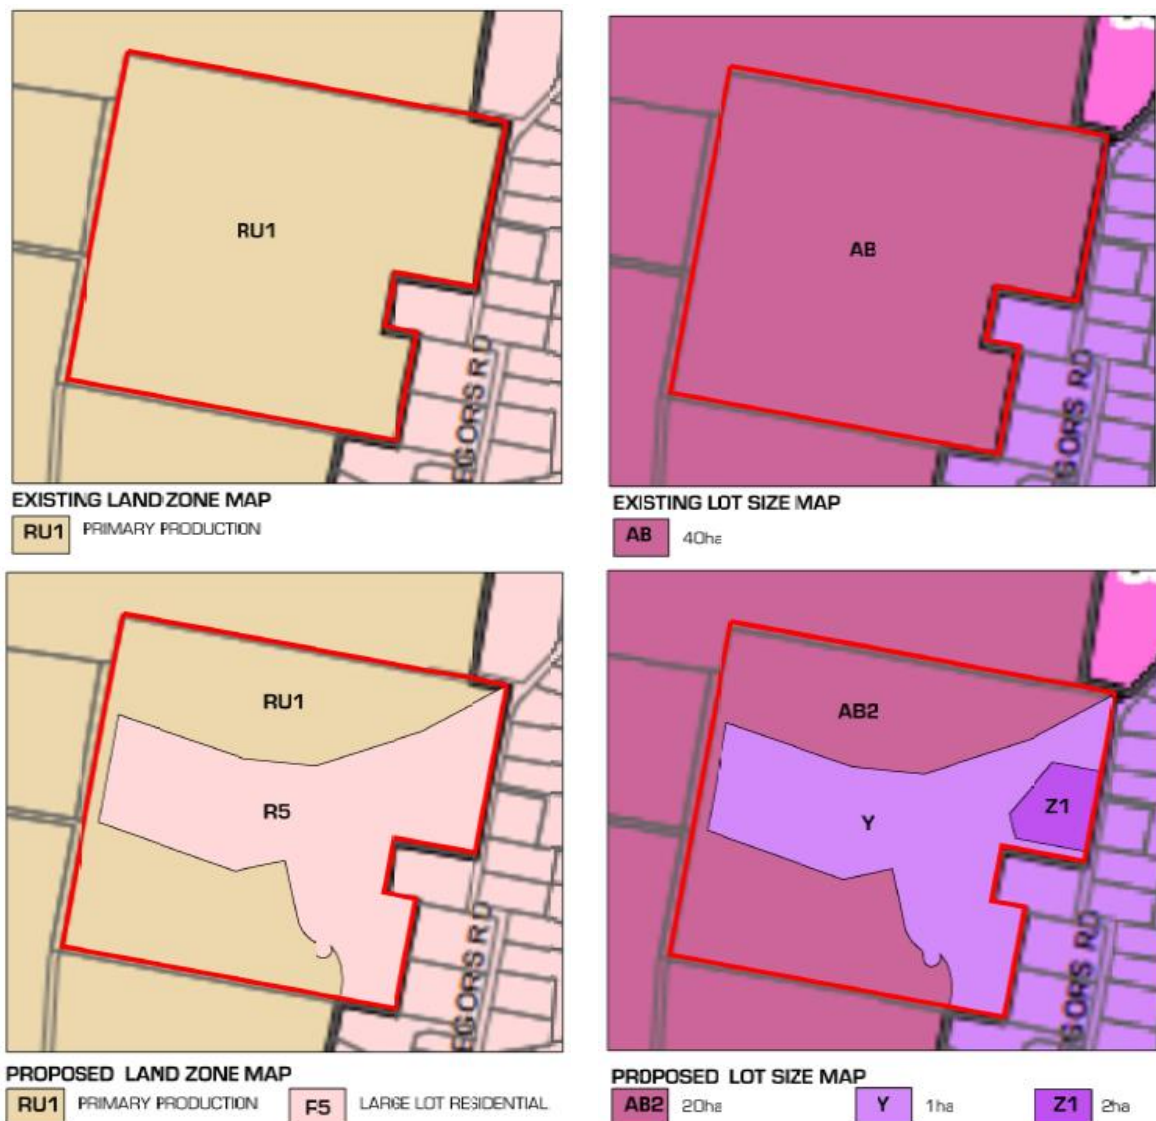 RU1
EGORS RD
EXISTING LAND ZONE MAP
RU1 PRIMARY PRODUCTION
AB
GORS RD
EXISTING LOT SIZE MAP
AB 40ha
RU1
R5
EGORS RD
PROPOSED LAND ZONE MAP
RU1 PRIMARY PRODUCTION F5 LARGE LOT RESIDENTIAL
AB2
Z1
Y
GORS RD
PROPOSED LOT SIZE MAP
AB2 20ha Y 1ha Z1 2ha